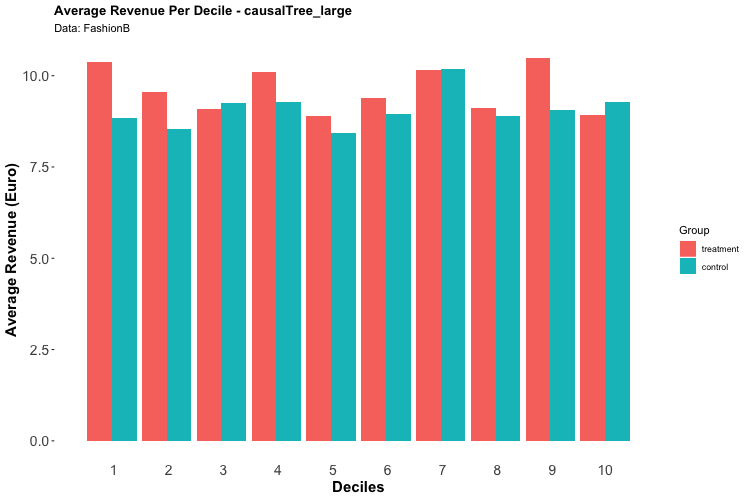 Average Revenue Per Decile - causalTree_large
Data: FashionB
Average Revenue (Euro)
10.0
7.5
5.0
2.5
0.0
1 2 3 4 5 6 7 8 9 10
Deciles
Group
treatment
control